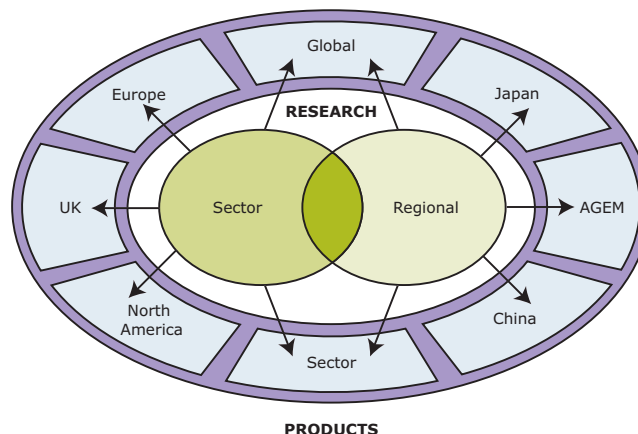 Global
Europe
Japan
RESEARCH
UK
Sector
Regional
AGEM
North
America
China
Sector
PRODUCTS